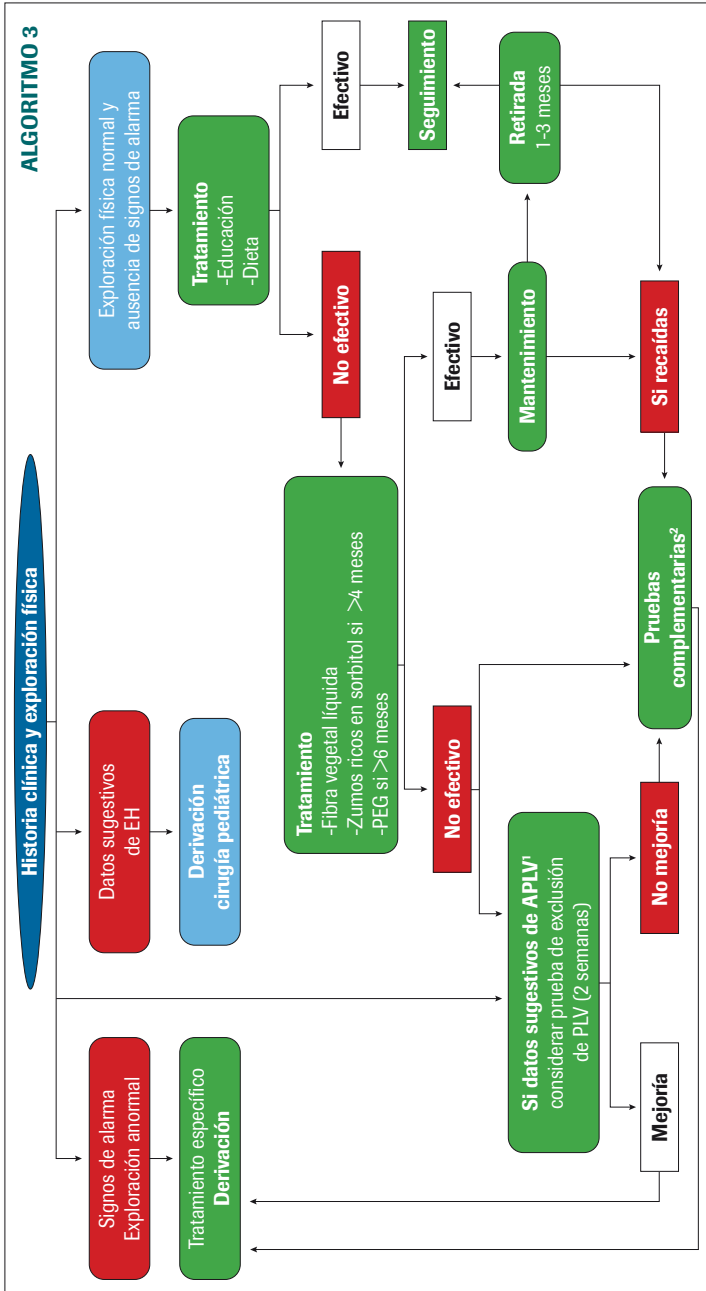 ALGORITMO 3
Historia clínica y exploración física
Signos de alarma
Exploración anormal
Tratamiento específico
Derivación
Datos sugestivos
de EH
Derivación
cirugía pediátrica
Exploración física normal y
ausencia de signos de alarma
Tratamiento
-Educación
-Dieta
No efectivo
Efectivo
Seguimiento
Tratamiento
-Fibra vegetal líquida
-Zumos ricos en sorbitol si >4 meses
-PEG si >6 meses
No efectivo
Efectivo
Mantenimiento
Retirada
1-3 meses
Si datos sugestivos de APLV¹
considerar prueba de exclusión
de PLV (2 semanas)
Mejoría
No mejoría
Pruebas
complementarias²
Si recaídas